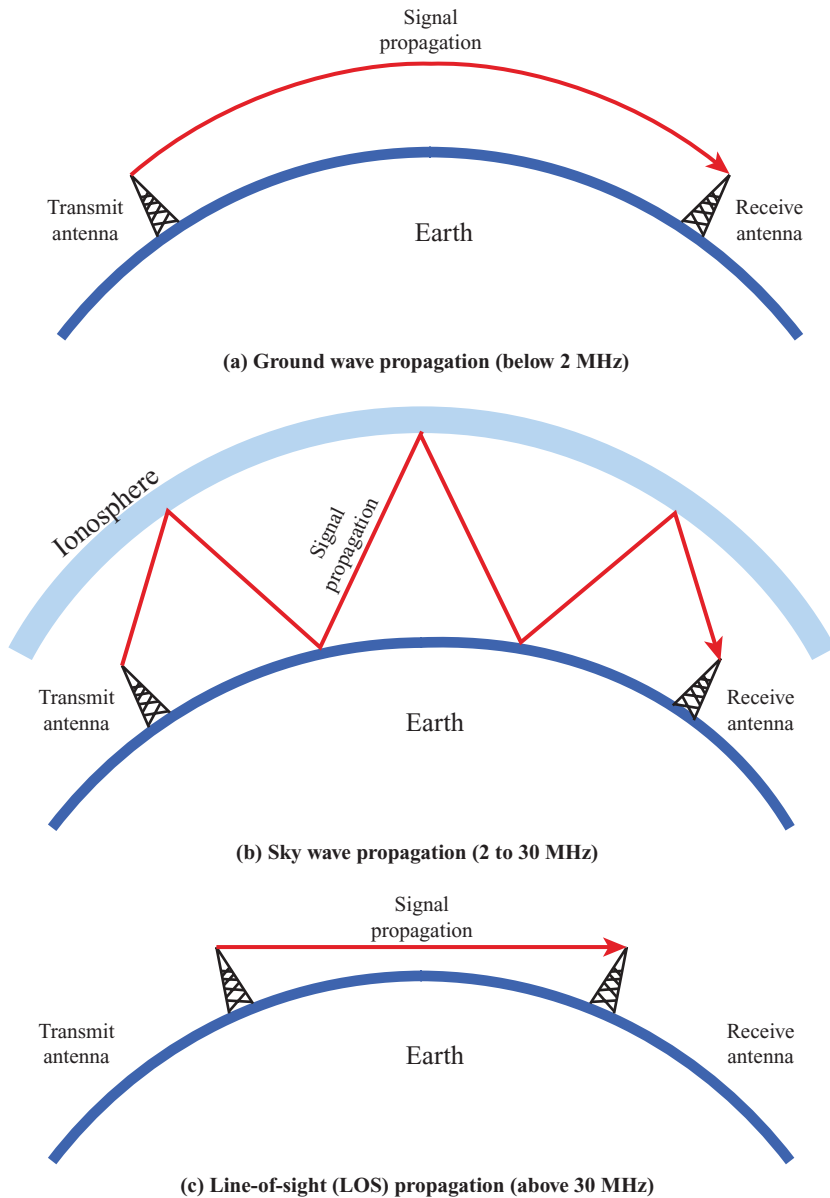 Signal
propagation
Transmit
antenna
Earth
Receive
antenna
(a) Ground wave propagation (below 2 MHz)
Ionosphere
Signal
propagation
Transmit
antenna
Earth
Receive
antenna
(b) Sky wave propagation (2 to 30 MHz)
Signal
propagation
Transmit
antenna
Earth
Receive
antenna
(c) Line-of-sight (LOS) propagation (above 30 MHz)